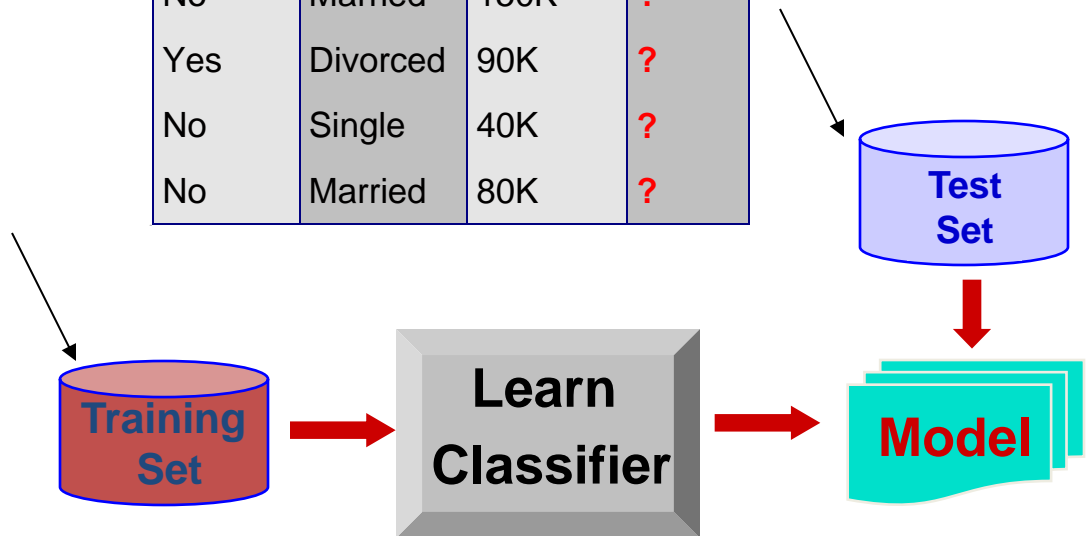 Yes Divorced 90K ?
No Single 40K ?
No Married 80K ?
Test
Set
Training
Set
Learn
Classifier
Model